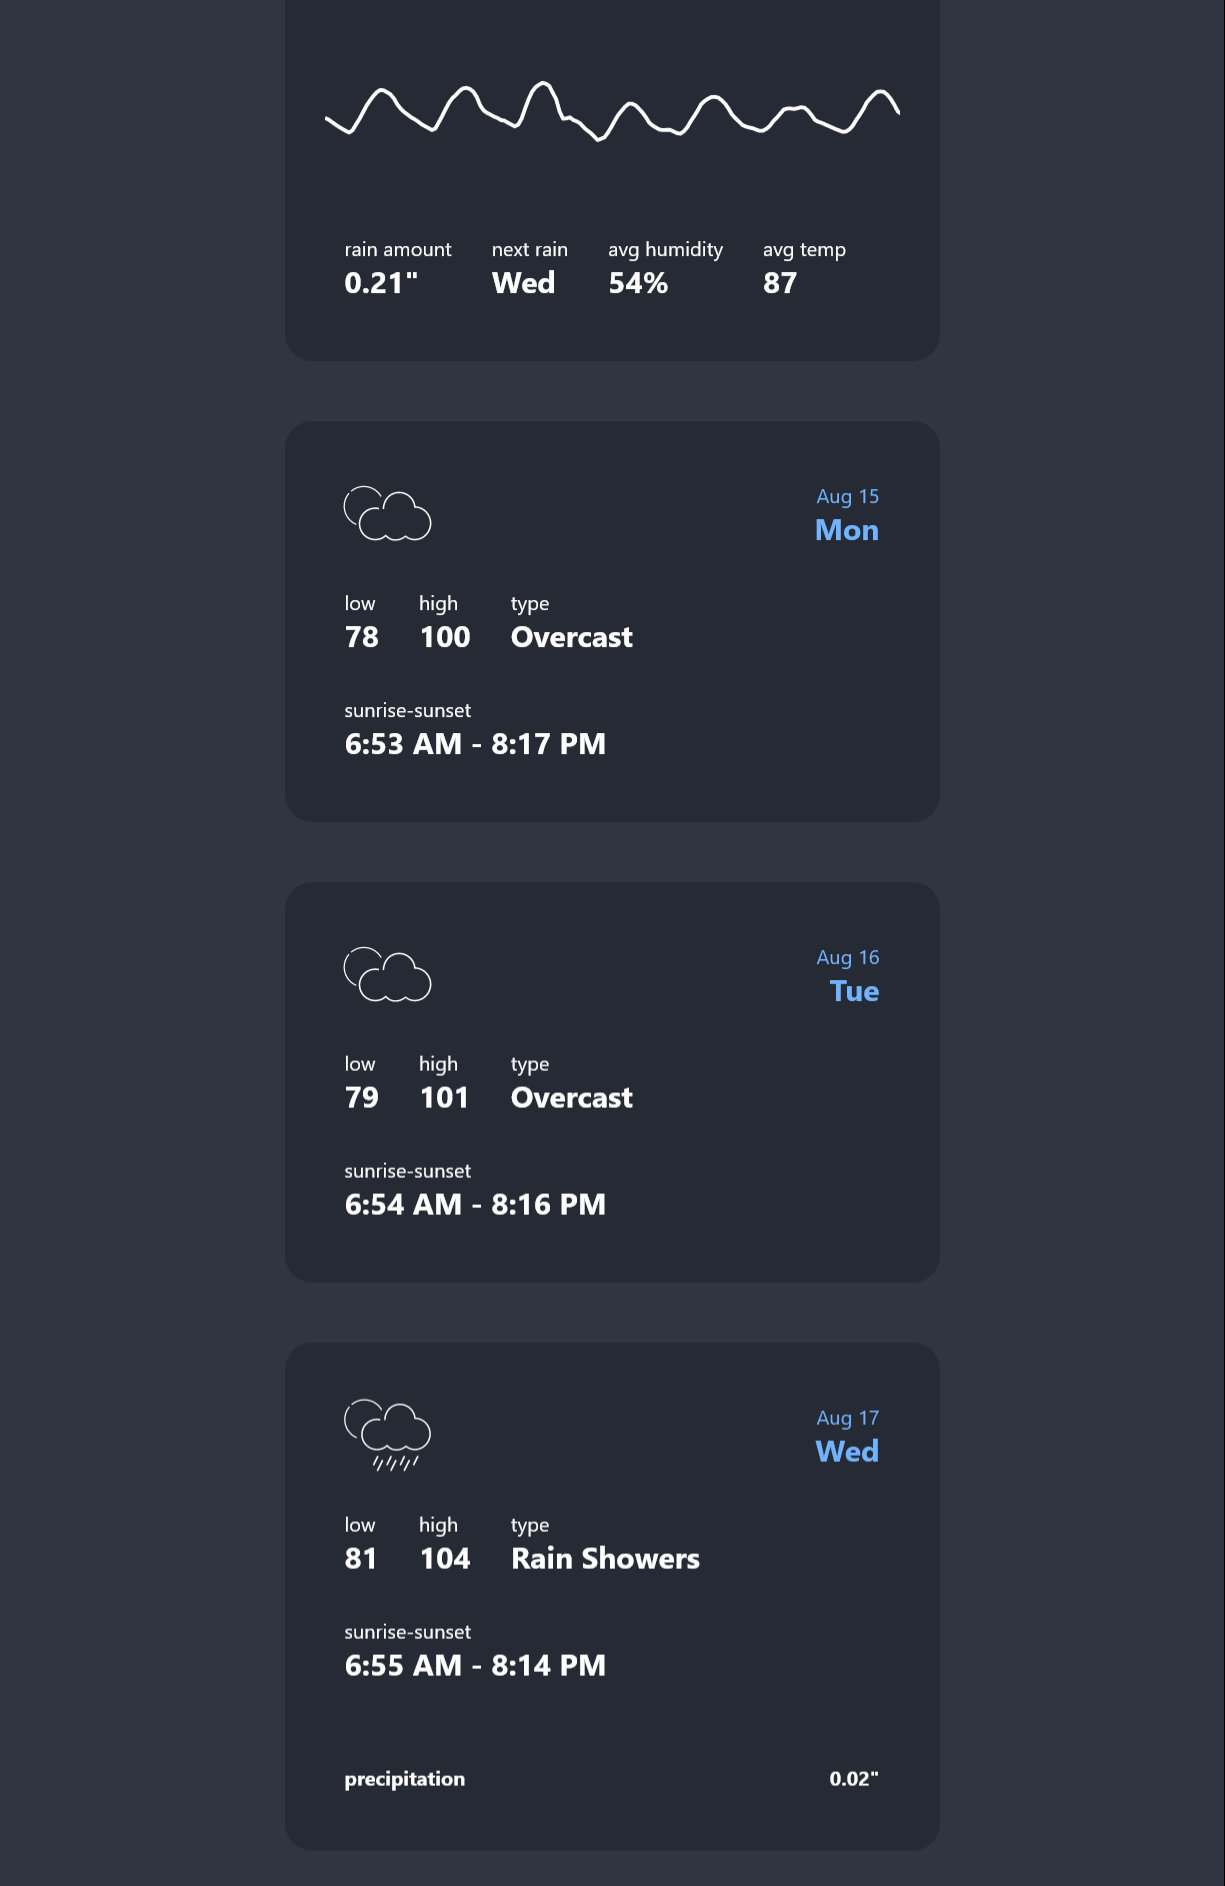 rain amount next rain avg humidity avg temp
0.21" Wed 54% 87
Aug 15
Mon
low high type
78 100 Overcast
sunrise-sunset
6:53 AM - 8:17 PM
Aug 16
Tue
low high type
79 101 Overcast
sunrise-sunset
6:54 AM - 8:16 PM
Aug 17
Wed
low high type
81 104 Rain Showers
sunrise-sunset
6:55 AM - 8:14 PM
precipitation 0.02"